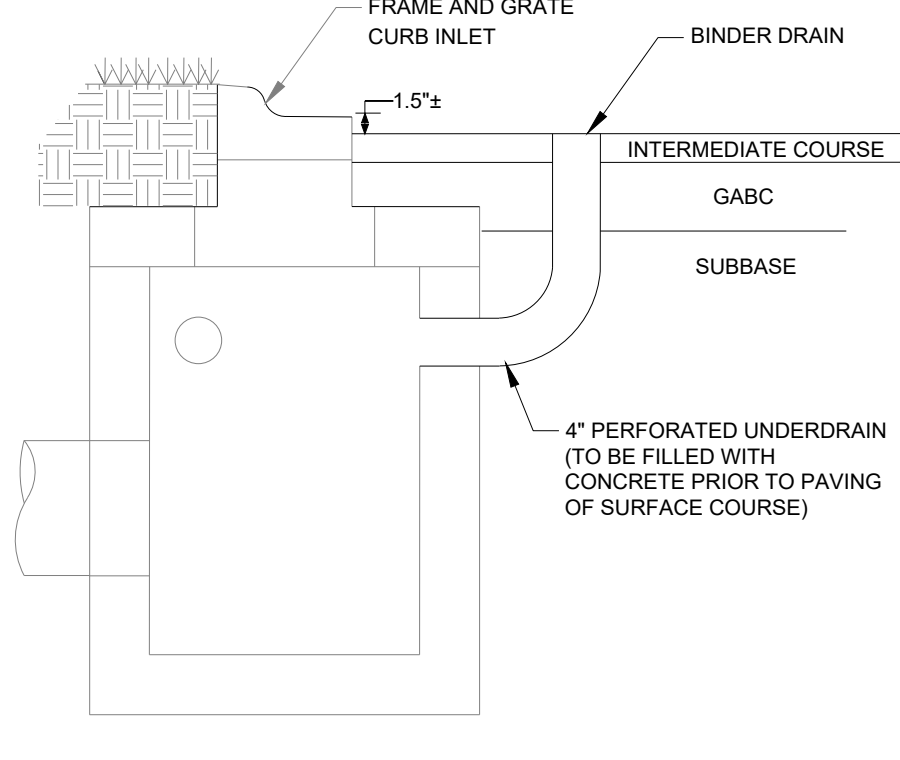 FRAME AND GRATE
CURB INLET
BINDER DRAIN
1.5"±
INTERMEDIATE COURSE
GABC
SUBBASE
4" PERFORATED UNDERDRAIN
(TO BE FILLED WITH
CONCRETE PRIOR TO PAVING
OF SURFACE COURSE)